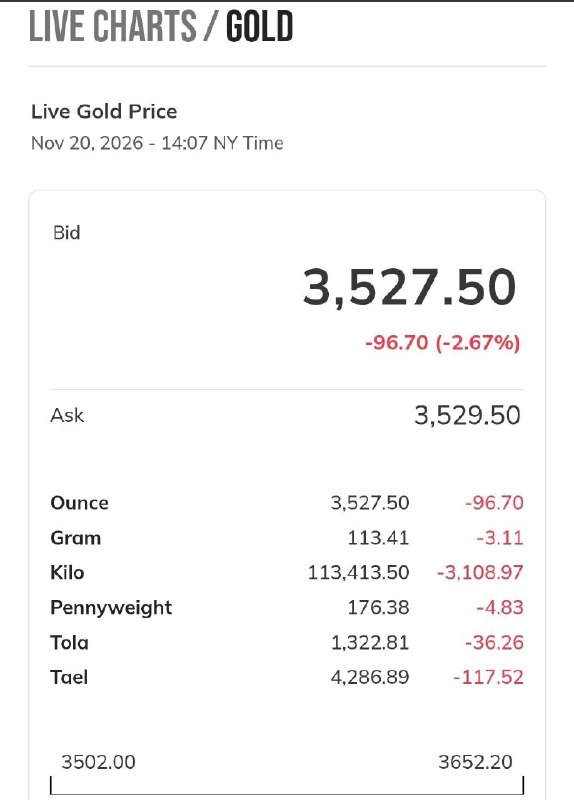 LIVE CHARTS / GOLD
Live Gold Price
Nov 20, 2026 - 14:07 NY Time
Bid
3,527.50
-96.70 (-2.67%)
Ask 3,529.50
Ounce 3,527.50 -96.70
Gram 113.41 -3.11
Kilo 113,413.50 -3,108.97
Pennyweight 176.38 -4.83
Tola 1,322.81 -36.26
Tael 4,286.89 -117.52
3502.00 3652.20